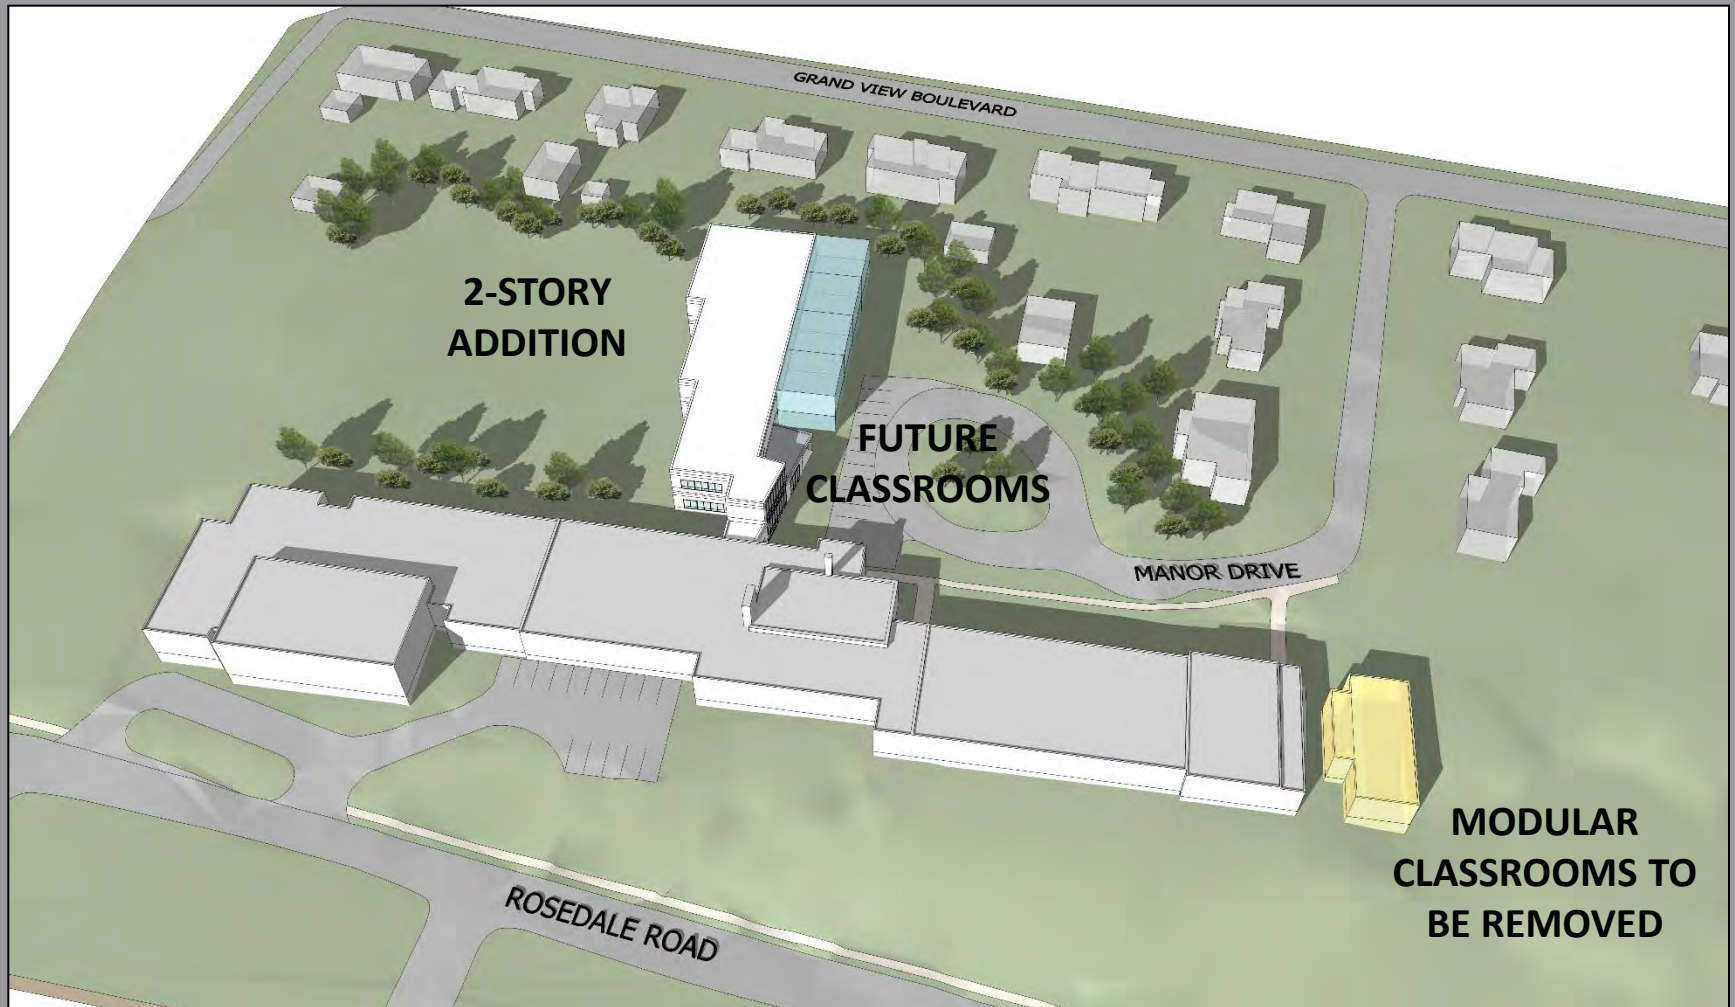 GRAND VIEW BOULEVARD
2-STORY
ADDITION
FUTURE
CLASSROOMS
MANOR DRIVE
MODULAR
CLASSROOMS TO
BE REMOVED
ROSEDALE ROAD